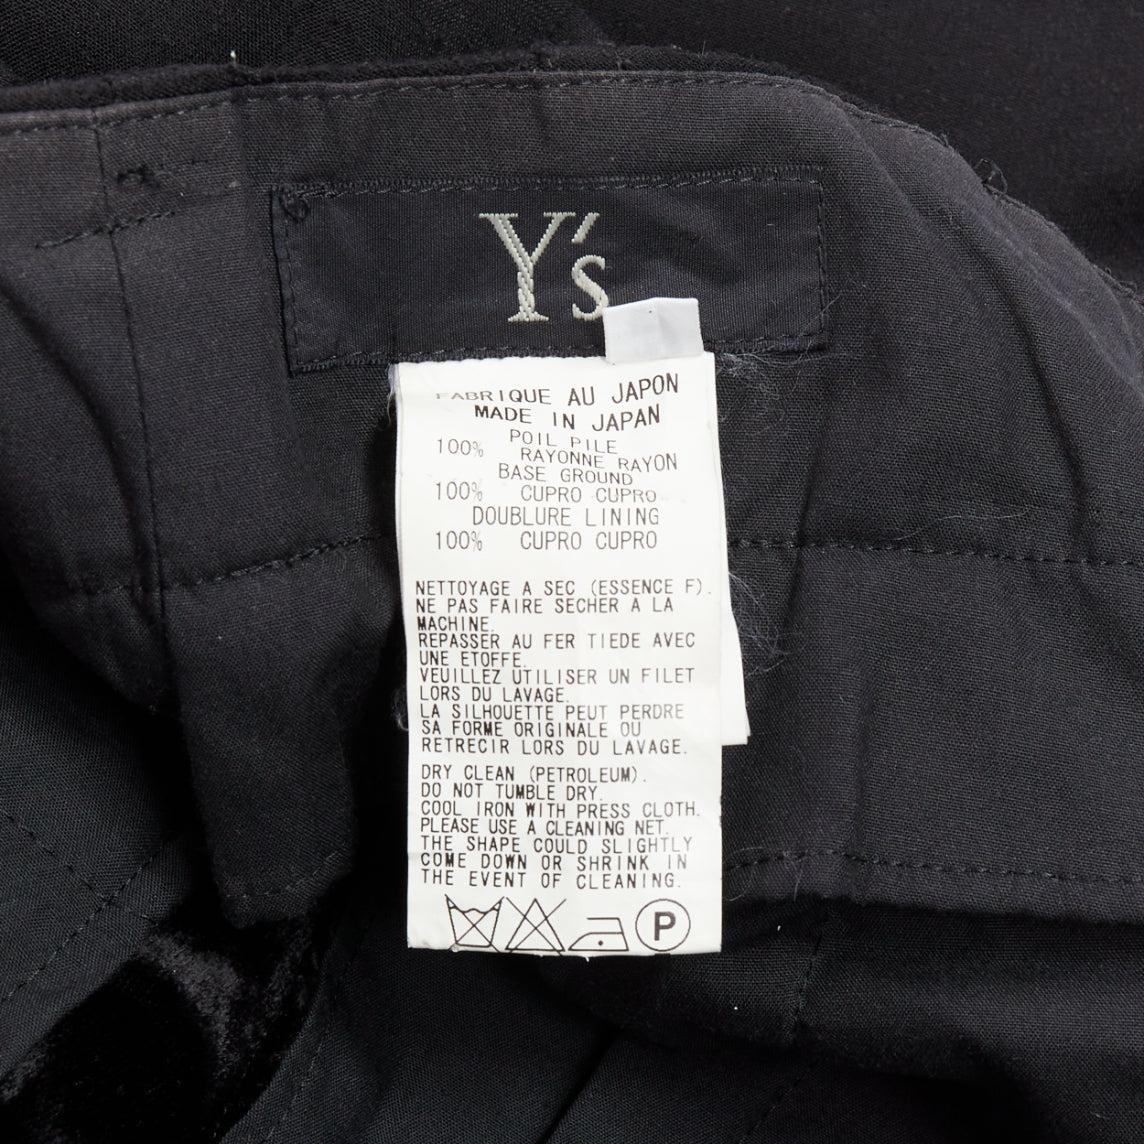 Y's
FABRIQUE AU JAPON
MADE IN JAPAN
POIL PILE
100% RAYONNE RAYON
BASE GROUND
100% CUPRO CUPRO
DOUBLURE LINING
100% CUPRO CUPRO
NETTOYAGE A SEC (ESSENCE F).
NE PAS FAIRE SECHER A LA
MACHINE.
REPASSER AU FER TIEDE AVEC
UNE ETOFFE.
VEUILLEZ UTILISER UN FILET
LORS DU LAVAGE.
LA SILHOUETTE PEUT PERDRE
SA FORME ORIGINALE OU
RETRECIR LORS DU LAVAGE.
DRY CLEAN (PETROLEUM).
DO NOT TUMBLE DRY.
COOL IRON WITH PRESS CLOTH.
PLEASE USE A CLEANING NET.
THE SHAPE COULD SLIGHTLY
COME DOWN OR SHRINK IN
THE EVENT OF CLEANING.
P